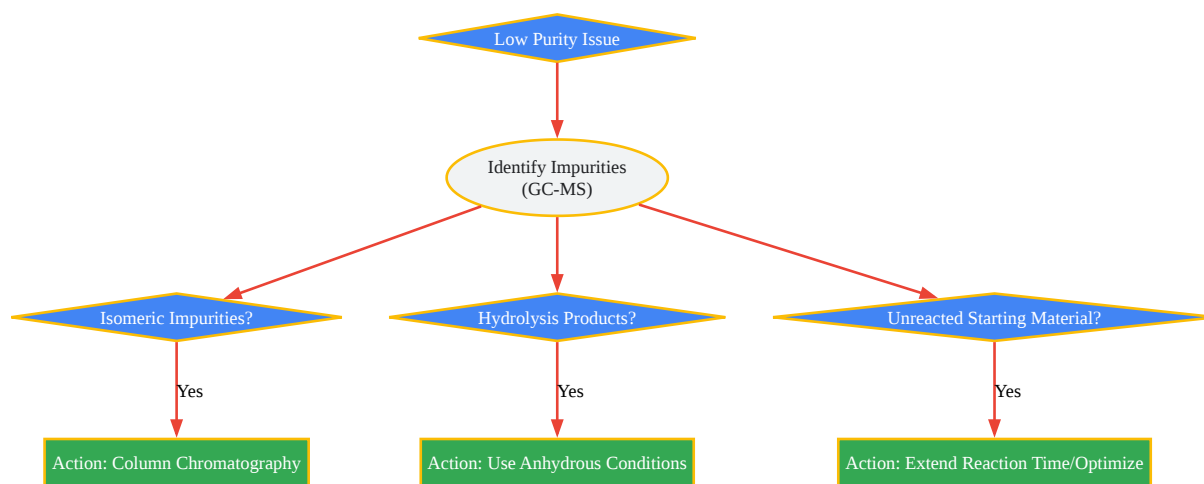 Low Purity Issue
Identify Impurities
(GC-MS)
Isomeric Impurities?
Hydrolysis Products?
Unreacted Starting Material?
Yes
Yes
Yes
Action: Column Chromatography
Action: Use Anhydrous Conditions
Action: Extend Reaction Time/Optimize